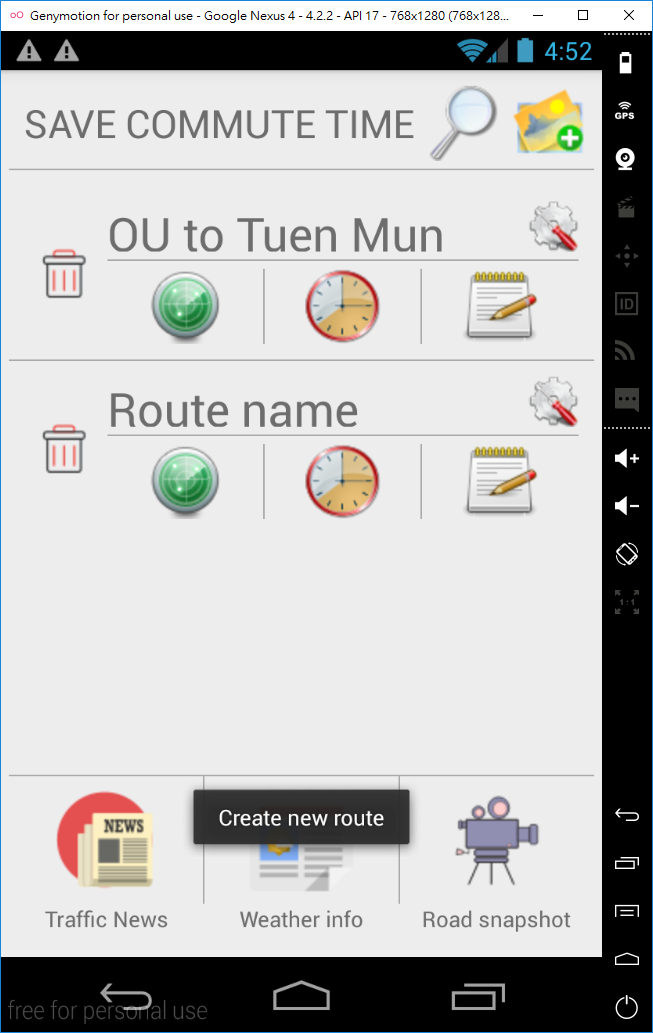 Genymotion for personal use - Google Nexus 4 - 4.2.2 - API 17 - 768x1280 (768x128...
4:52
GPS
SAVE COMMUTE TIME
OU to Tuen Mun
ID
Route name
1:1
NEWS
Create new route
Traffic News
Weather info
Road snapshot
free for personal use